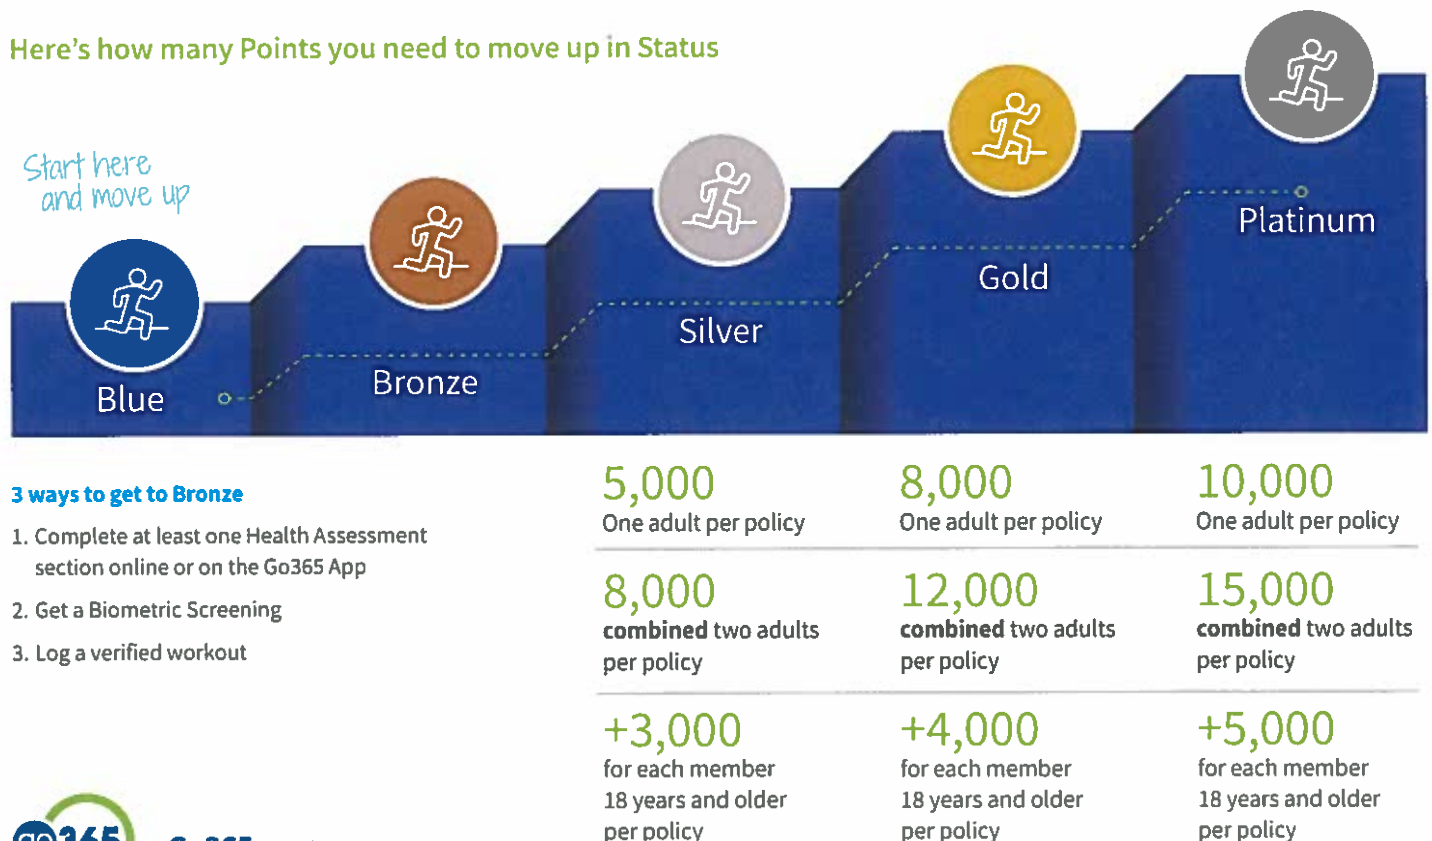 Here's how many Points you need to move up in Status
Start here
and move up
Blue
Bronze
Silver
Gold
Platinum
3 ways to get to Bronze
1. Complete at least one Health Assessment
section online or on the Go365 App
2. Get a Biometric Screening
3. Log a verified workout
5,000
One adult per policy
8,000
combined two adults
per policy
+3,000
for each member
18 years and older
per policy
8,000
One adult per policy
12,000
combined two adults
per policy
+4,000
for each member
18 years and older
per policy
10,000
One adult per policy
15,000
combined two adults
per policy
+5,000
for each member
18 years and older
per policy
go365